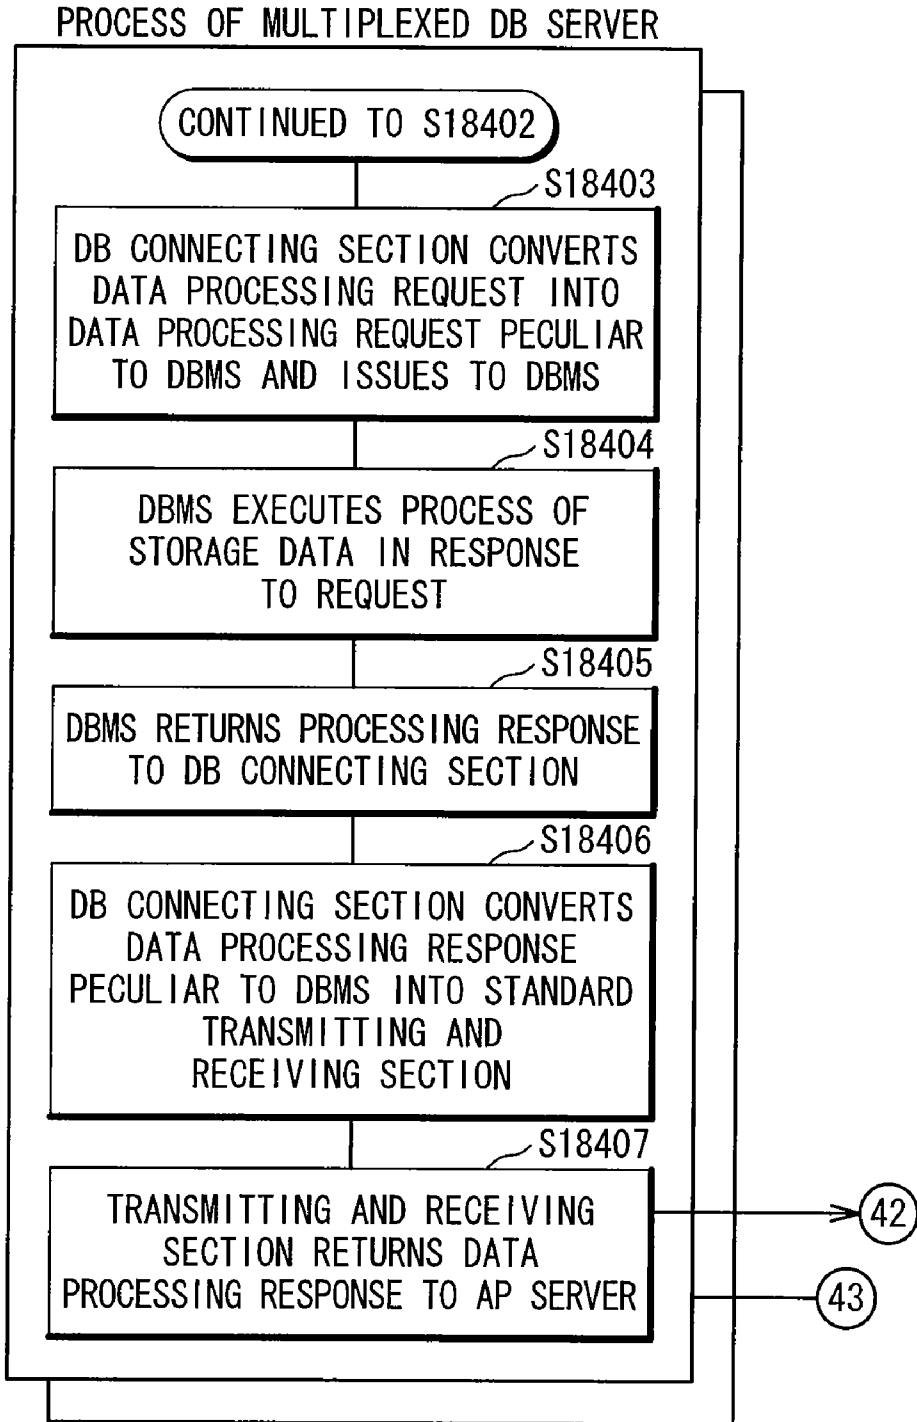 PROCESS OF MULTIPLEXED DB SERVER
CONTINUED TO S18402
S18403
DB CONNECTING SECTION CONVERTS
DATA PROCESSING REQUEST INTO
DATA PROCESSING REQUEST PECULIAR
TO DBMS AND ISSUES TO DBMS
S18404
DBMS EXECUTES PROCESS OF
STORAGE DATA IN RESPONSE
TO REQUEST
S18405
DBMS RETURNS PROCESSING RESPONSE
TO DB CONNECTING SECTION
S18406
DB CONNECTING SECTION CONVERTS
DATA PROCESSING RESPONSE
PECULIAR TO DBMS INTO STANDARD
TRANSMITTING AND
RECEIVING SECTION
S18407
TRANSMITTING AND RECEIVING
SECTION RETURNS DATA
PROCESSING RESPONSE TO AP SERVER
42
43